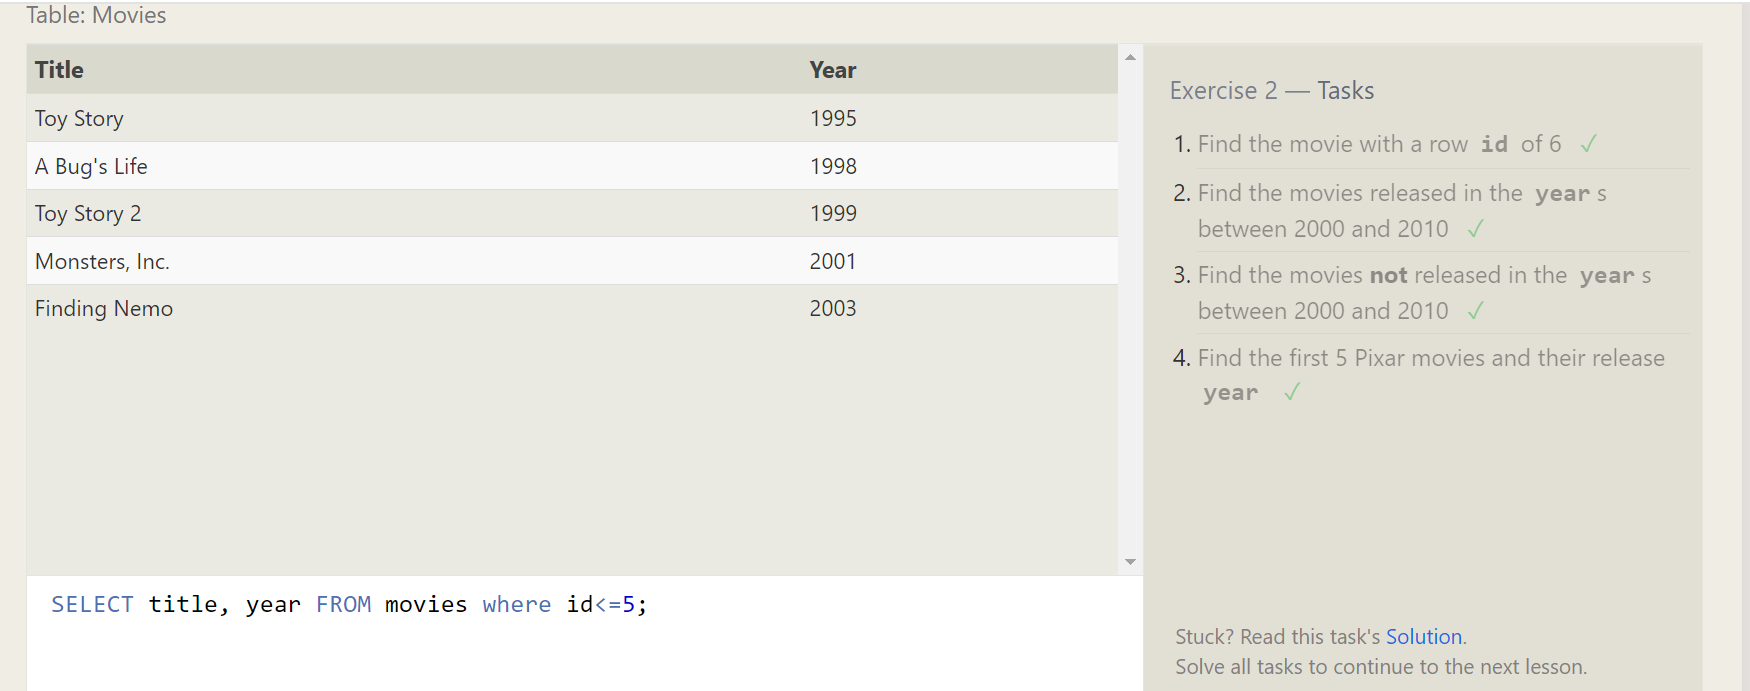 Table: Movies
Title Year
Toy Story 1995
A Bug's Life 1998
Toy Story 2 1999
Monsters, Inc. 2001
Finding Nemo 2003
SELECT title, year FROM movies where id<=5;
Exercise 2 — Tasks
1. Find the movie with a row id of 6 ✓
2. Find the movies released in the year s
between 2000 and 2010 ✓
3. Find the movies not released in the year s
between 2000 and 2010 ✓
4. Find the first 5 Pixar movies and their release
year ✓
Stuck? Read this task's Solution.
Solve all tasks to continue to the next lesson.